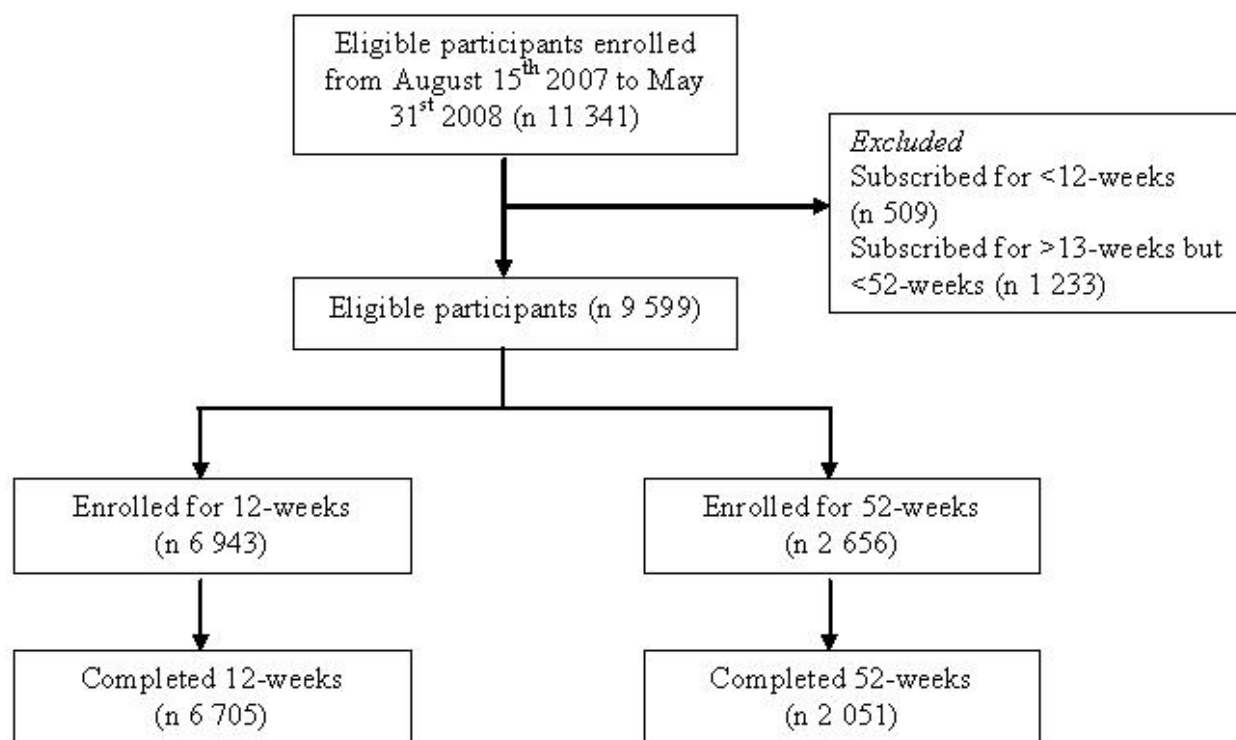 Eligible participants enrolled
from August 15th 2007 to May
31st 2008 (n 11 341)
Excluded
Subscribed for <12-weeks
(n 509)
Subscribed for >13-weeks but
<52-weeks (n 1 233)
Eligible participants (n 9 599)
Enrolled for 12-weeks
(n 6 943)
Enrolled for 52-weeks
(n 2 656)
Completed 12-weeks
(n 6 705)
Completed 52-weeks
(n 2 051)